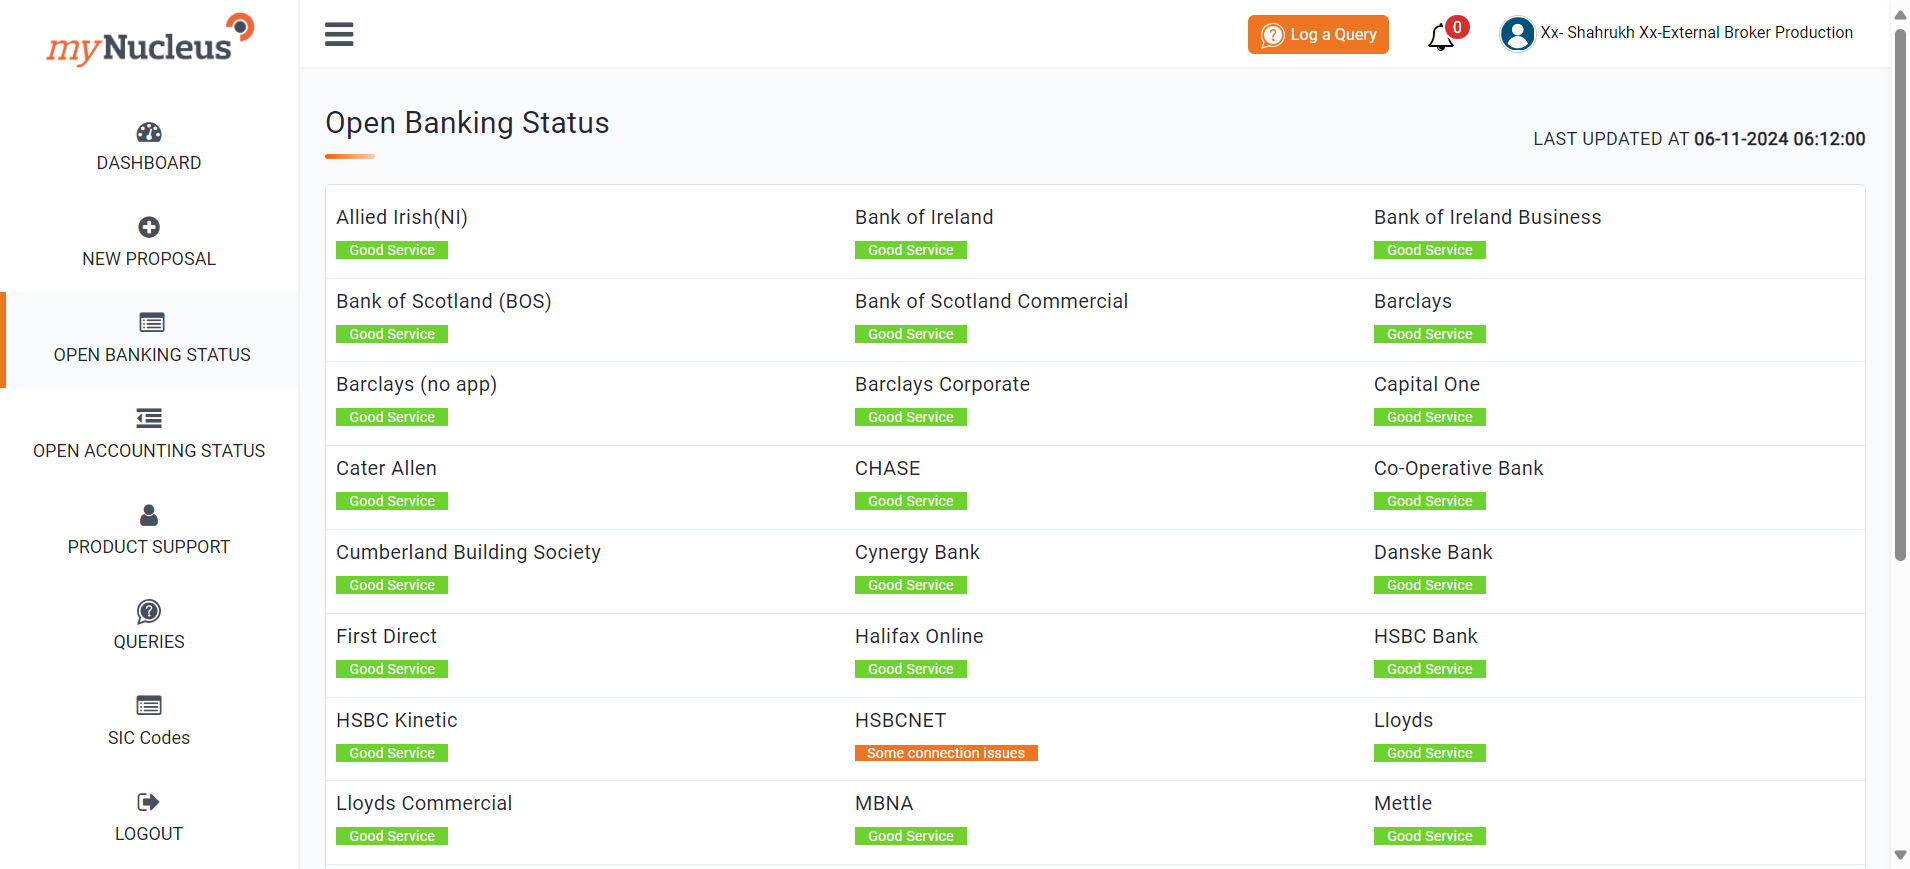 myNucleus
Log a Query
0
Xx- Shahrukh Xx-External Broker Production
DASHBOARD
NEW PROPOSAL
OPEN BANKING STATUS
OPEN ACCOUNTING STATUS
PRODUCT SUPPORT
QUERIES
SIC Codes
LOGOUT
Open Banking Status
LAST UPDATED AT 06-11-2024 06:12:00
Allied Irish(NI)
Good Service
Bank of Ireland
Good Service
Bank of Ireland Business
Good Service
Bank of Scotland (BOS)
Good Service
Bank of Scotland Commercial
Good Service
Barclays
Good Service
Barclays (no app)
Good Service
Barclays Corporate
Good Service
Capital One
Good Service
Cater Allen
Good Service
CHASE
Good Service
Co-Operative Bank
Good Service
Cumberland Building Society
Good Service
Cynergy Bank
Good Service
Danske Bank
Good Service
First Direct
Good Service
Halifax Online
Good Service
HSBC Bank
Good Service
HSBC Kinetic
Good Service
HSBCNET
Some connection issues
Lloyds
Good Service
Lloyds Commercial
Good Service
MBNA
Good Service
Mettle
Good Service